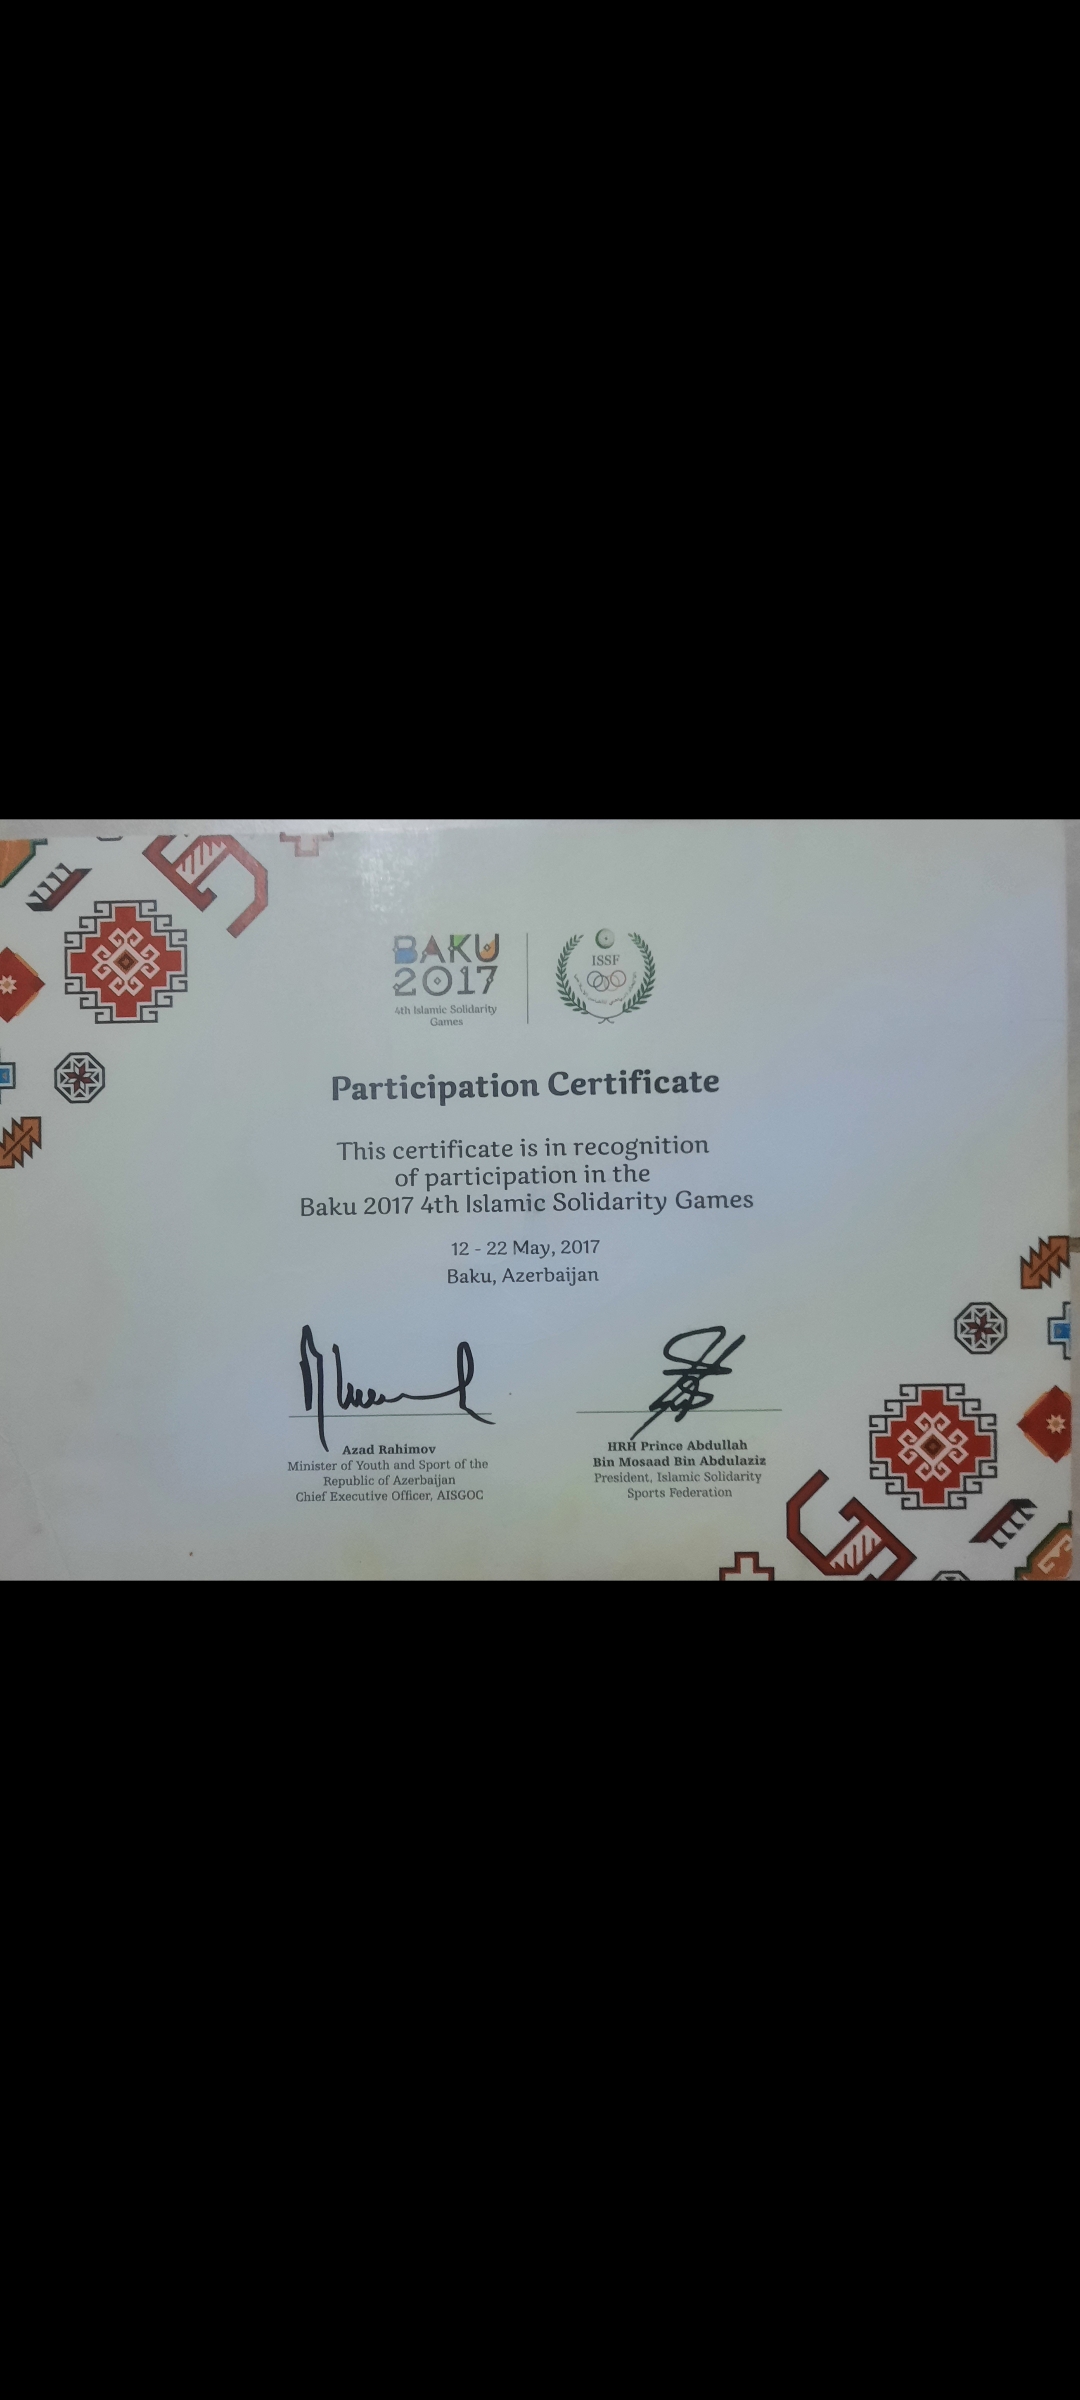 BAKU
2017
4th Islamic Solidarity
Games
ISSF
Participation Certificate
This certificate is in recognition
of participation in the
Baku 2017 4th Islamic Solidarity Games
12 - 22 May, 2017
Baku, Azerbaijan
Azad Rahimov
Minister of Youth and Sport of the
Republic of Azerbaijan
Chief Executive Officer, AISGOC
HRH Prince Abdullah
Bin Mosaad Bin Abdulaziz
President, Islamic Solidarity
Sports Federation